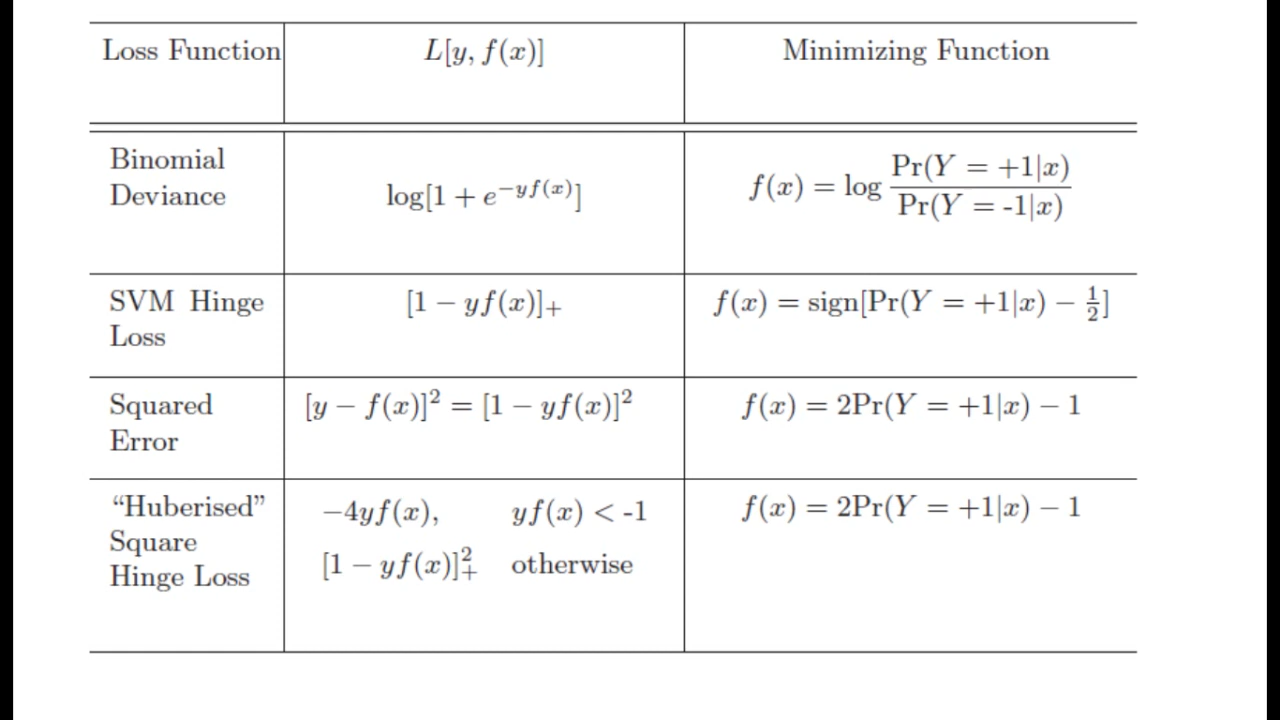 Loss Function L[y, f(x)] Minimizing Function
Binomial Deviance log[1 + e^{−yf(x)}] f(x) = log Pr(Y = +1|x) / Pr(Y = -1|x)
SVM Hinge Loss [1 − yf(x)]₊ f(x) = sign[Pr(Y = +1|x) − 1/2]
Squared Error [y − f(x)]² = [1 − yf(x)]² f(x) = 2Pr(Y = +1|x) − 1
“Huberised” Square Hinge Loss −4yf(x), yf(x) < -1 f(x) = 2Pr(Y = +1|x) − 1
[1 − yf(x)]²₊ otherwise